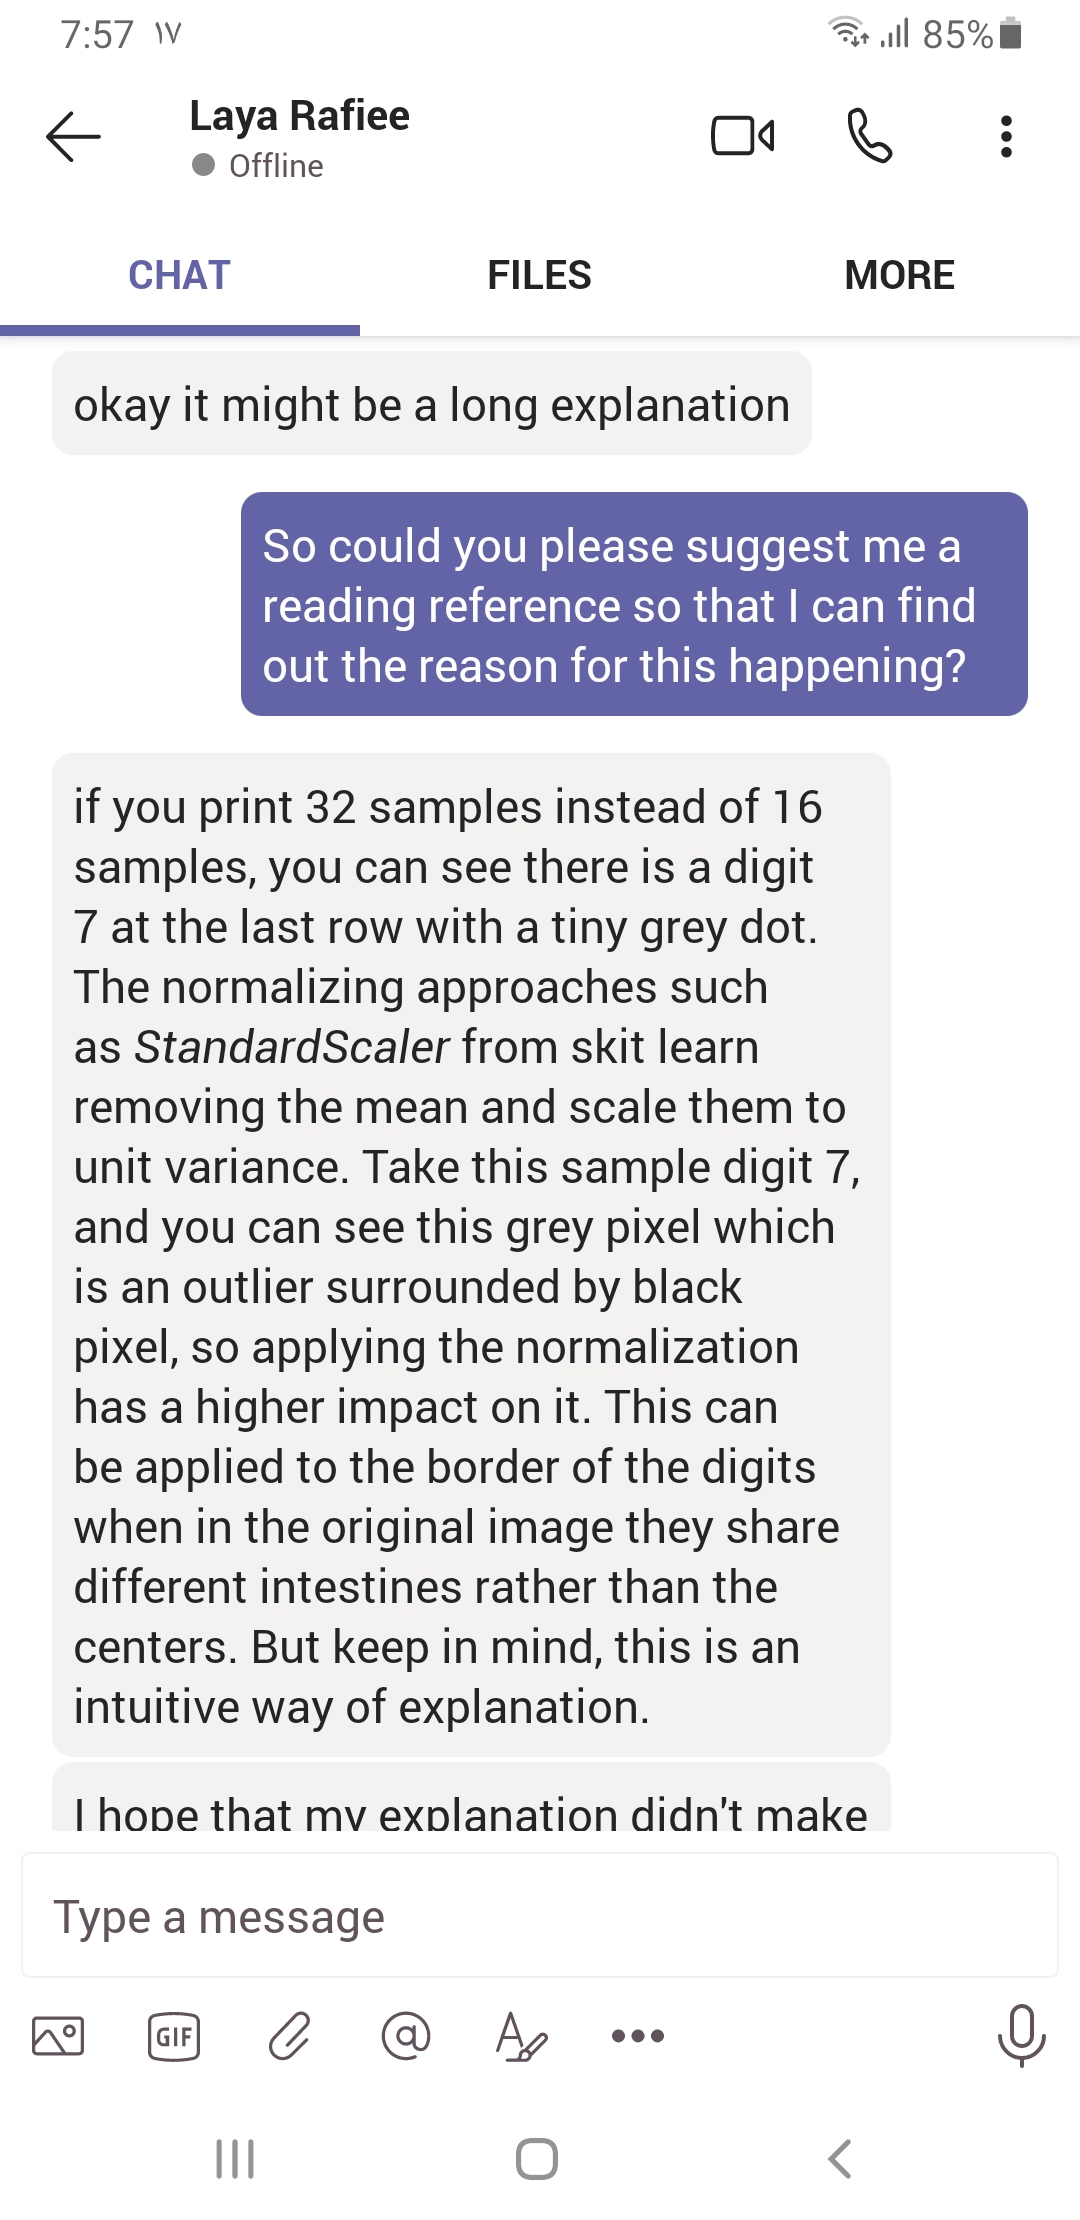 7:57 ١٧ 85%
Laya Rafiee
Offline
CHAT FILES MORE
okay it might be a long explanation
So could you please suggest me a
reading reference so that I can find
out the reason for this happening?
if you print 32 samples instead of 16
samples, you can see there is a digit
7 at the last row with a tiny grey dot.
The normalizing approaches such
as StandardScaler from skit learn
removing the mean and scale them to
unit variance. Take this sample digit 7,
and you can see this grey pixel which
is an outlier surrounded by black
pixel, so applying the normalization
has a higher impact on it. This can
be applied to the border of the digits
when in the original image they share
different intestines rather than the
centers. But keep in mind, this is an
intuitive way of explanation.
I hope that my explanation didn't make
Type a message
GIF